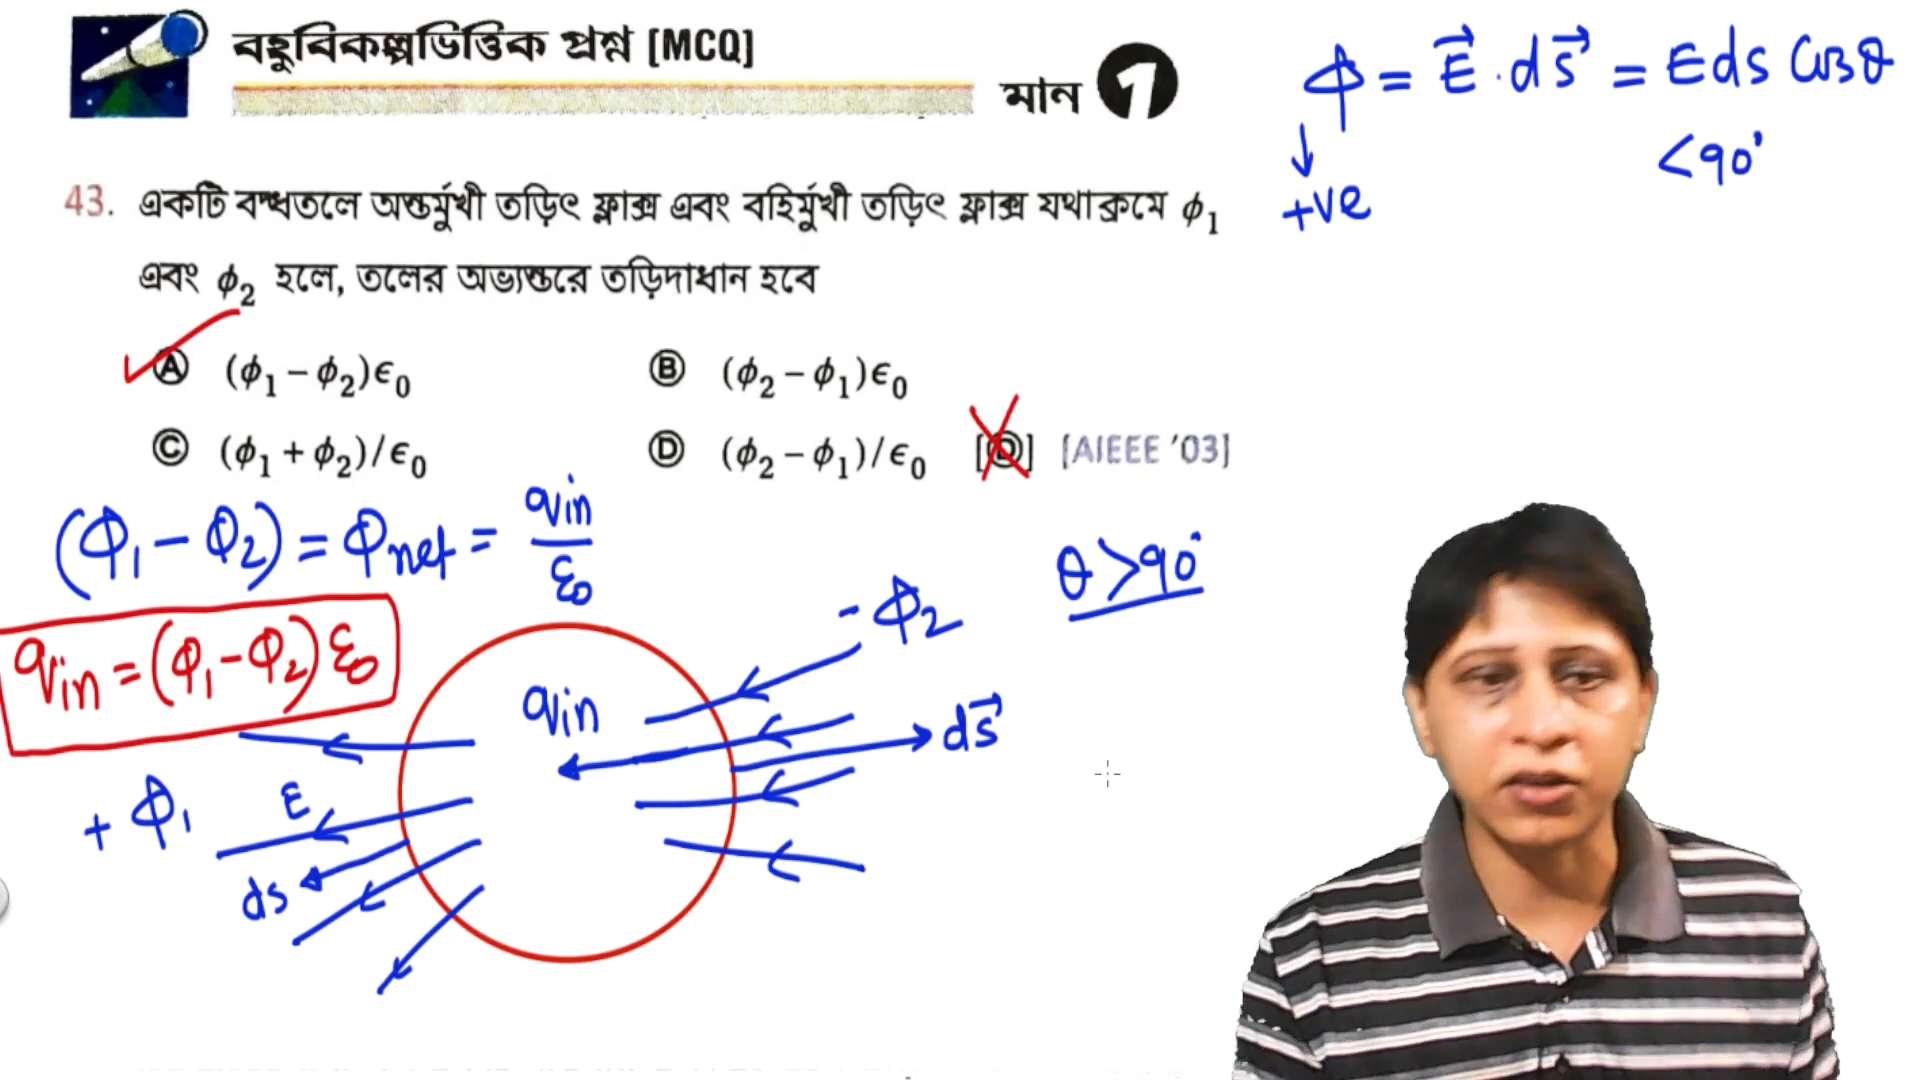 বহুবিকল্পভিত্তিক প্রশ্ন [MCQ]
মান 1
43. একটি বদ্ধতলে অন্তর্মুখী তড়িৎ ফ্লাক্স এবং বহির্মুখী তড়িৎ ফ্লাক্স যথাক্রমে ϕ₁
এবং ϕ₂ হলে, তলের অভ্যন্তরে তড়িদাধান হবে
Ⓐ (ϕ₁ − ϕ₂)ϵ₀ Ⓑ (ϕ₂ − ϕ₁)ϵ₀
Ⓒ (ϕ₁ + ϕ₂)/ϵ₀ Ⓓ (ϕ₂ − ϕ₁)/ϵ₀ [Ⓓ] [AIEEE '03]
ϕ = E⃗ . ds⃗ = E ds Cosθ
↓ < 90°
+ve
(ϕ₁ − ϕ₂) = ϕnet = qin / ε₀
qin = (ϕ₁ − ϕ₂) ε₀
θ > 90°
− ϕ₂
qin
ds⃗
+ ϕ₁
E
ds